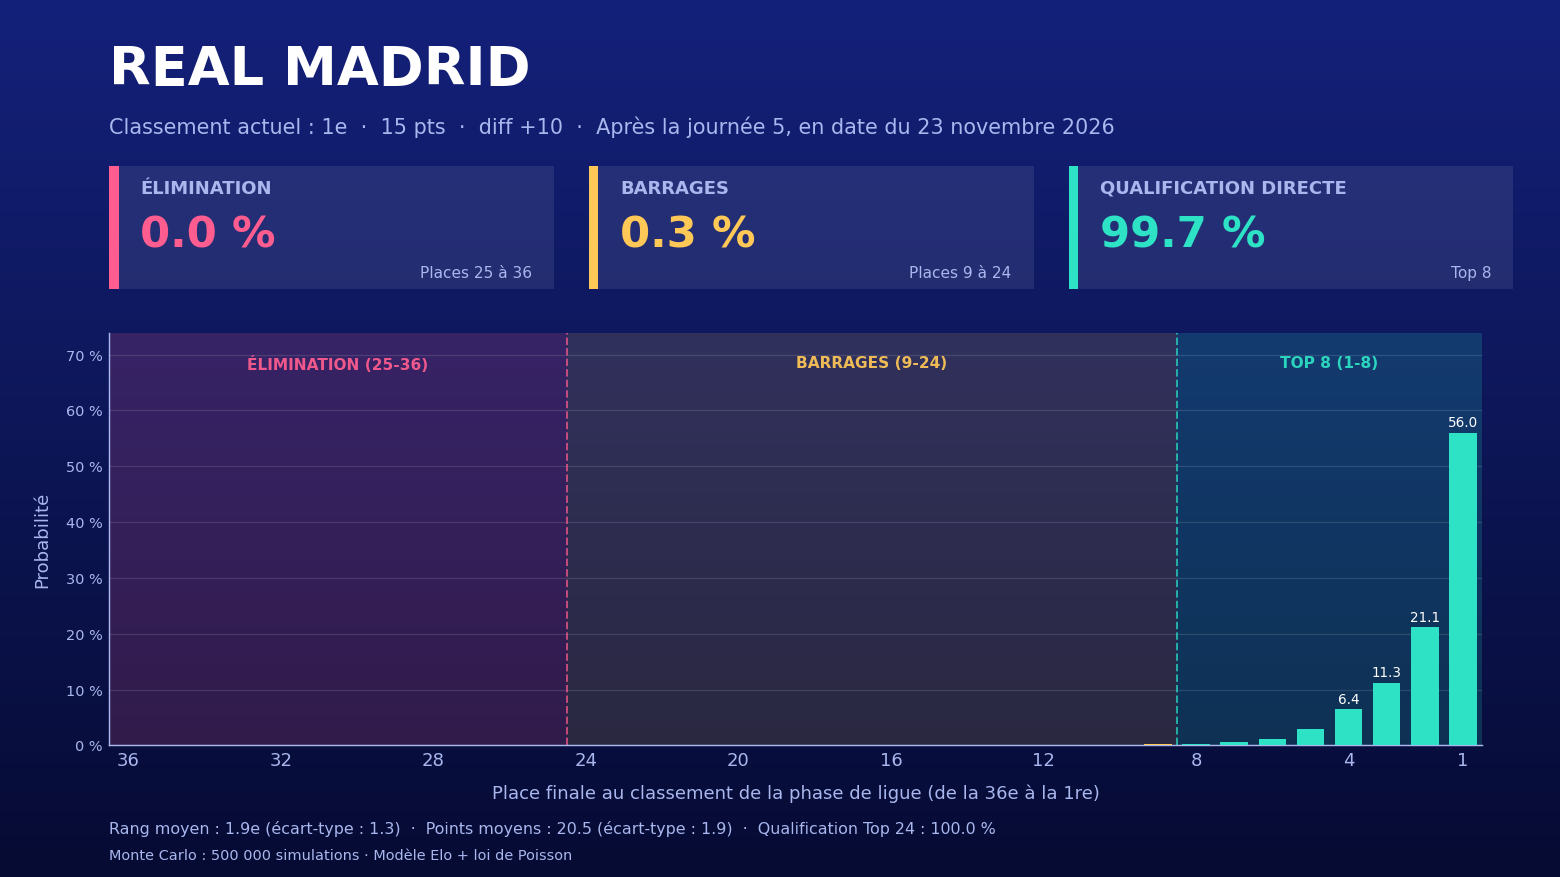 REAL MADRID
Classement actuel : 1e · 15 pts · diff +10 · Après la journée 5, en date du 23 novembre 2026
ÉLIMINATION
0.0 %
Places 25 à 36
BARRAGES
0.3 %
Places 9 à 24
QUALIFICATION DIRECTE
99.7 %
Top 8
ÉLIMINATION (25-36)
BARRAGES (9-24)
TOP 8 (1-8)
70 %
60 %
50 %
40 %
30 %
20 %
10 %
0 %
Probabilité
6.4
11.3
21.1
56.0
36 32 28 24 20 16 12 8 4 1
Place finale au classement de la phase de ligue (de la 36e à la 1re)
Rang moyen : 1.9e (écart-type : 1.3) · Points moyens : 20.5 (écart-type : 1.9) · Qualification Top 24 : 100.0 %
Monte Carlo : 500 000 simulations · Modèle Elo + loi de Poisson